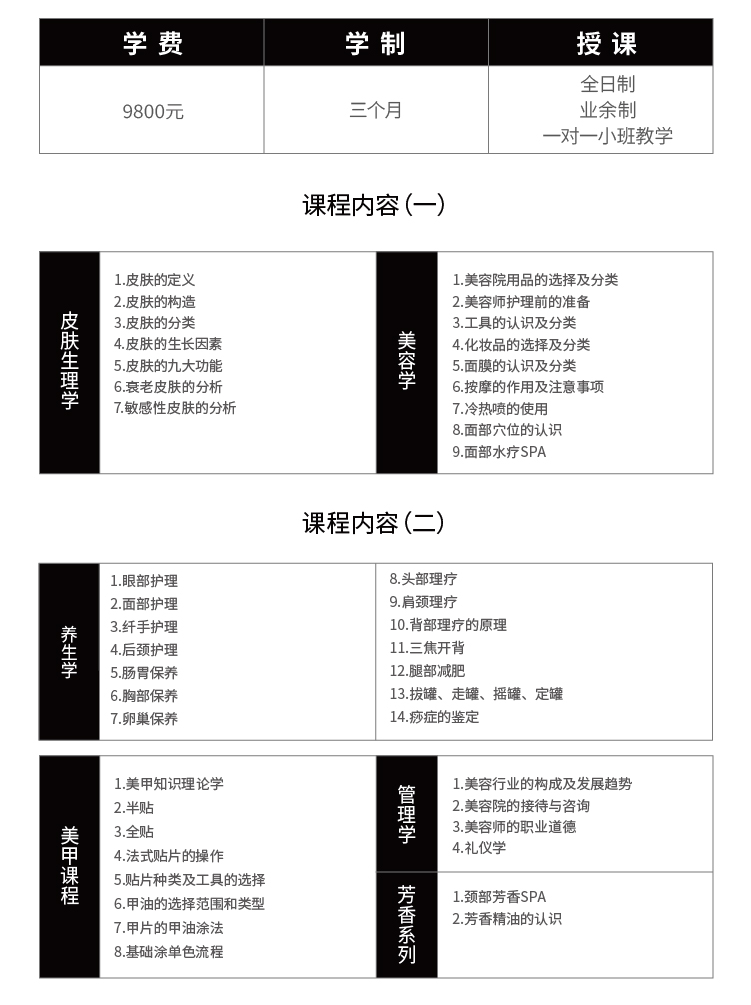 学费 学制 授课
9800元
三个月
全日制
业余制
一对一小班教学
课程内容(一)
皮肤生理学
1.皮肤的定义
2.皮肤的构造
3.皮肤的分类
4.皮肤的生长因素
5.皮肤的九大功能
6.衰老皮肤的分析
7.敏感性皮肤的分析
美容学
1.美容院用品的选择及分类
2.美容师护理前的准备
3.工具的认识及分类
4.化妆品的选择及分类
5.面膜的认识及分类
6.按摩的作用及注意事项
7.冷热喷的使用
8.面部穴位的认识
9.面部水疗SPA
课程内容(二)
养生学
1.眼部护理
2.面部护理
3.纤手护理
4.后颈护理
5.肠胃保养
6.胸部保养
7.卵巢保养
8.头部理疗
9.肩颈理疗
10.背部理疗的原理
11.三焦开背
12.腿部减肥
13.拔罐、走罐、摇罐、定罐
14.痧症的鉴定
美甲课程
1.美甲知识理论学
2.半贴
3.全贴
4.法式贴片的操作
5.贴片种类及工具的选择
6.甲油的选择范围和类型
7.甲片的甲油涂法
8.基础涂单色流程
管理学
1.美容行业的构成及发展趋势
2.美容院的接待与咨询
3.美容师的职业道德
4.礼仪学
芳香系列
1.颈部芳香SPA
2.芳香精油的认识